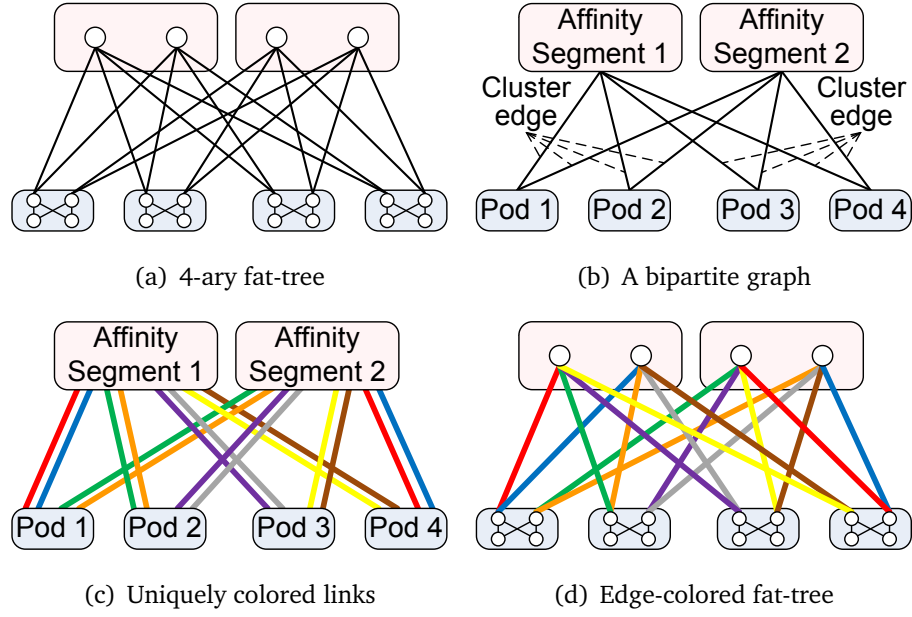 Affinity
Segment 1
Affinity
Segment 2
Cluster
edge
Cluster
edge
Pod 1
Pod 2
Pod 3
Pod 4
(a) 4-ary fat-tree
(b) A bipartite graph
Affinity
Segment 1
Affinity
Segment 2
Pod 1
Pod 2
Pod 3
Pod 4
(c) Uniquely colored links
(d) Edge-colored fat-tree